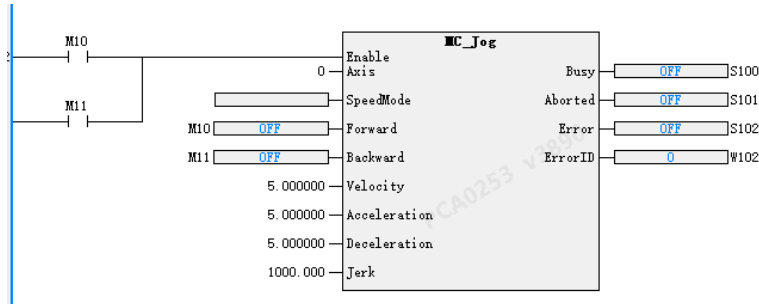 MC_Jog
M10
Enable
0 Axis Busy OFF S100
M11
SpeedMode Aborted OFF S101
M10 OFF Forward Error OFF S102
M11 OFF Backward ErrorID 0 W102
5.000000 Velocity
5.000000 Acceleration
5.000000 Deceleration
1000.000 Jerk